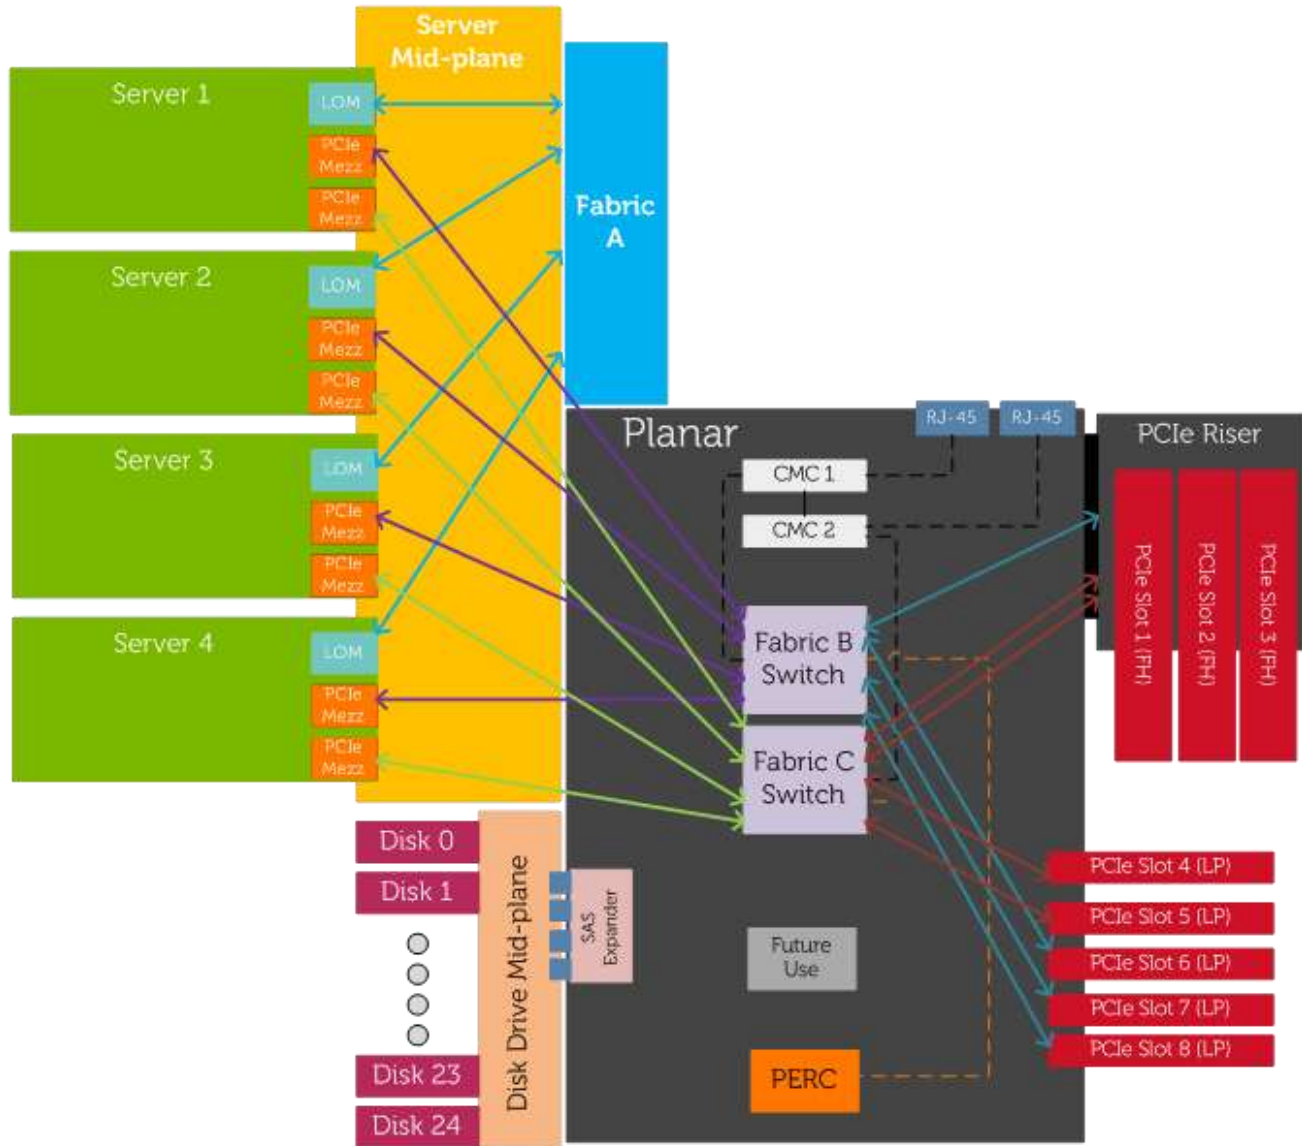 Server
Mid-plane
Fabric
A
Server 1
LOM
PCIe
Mezz
PCIe
Mezz
Server 2
LOM
PCIe
Mezz
PCIe
Mezz
Server 3
LOM
PCIe
Mezz
PCIe
Mezz
Server 4
LOM
PCIe
Mezz
PCIe
Mezz
Planar
RJ-45
RJ-45
CMC 1
CMC 2
Fabric B
Switch
Fabric C
Switch
PCIe Riser
PCIe Slot 1 (FH)
PCIe Slot 2 (FH)
PCIe Slot 3 (FH)
PCIe Slot 4 (LP)
PCIe Slot 5 (LP)
PCIe Slot 6 (LP)
PCIe Slot 7 (LP)
PCIe Slot 8 (LP)
Disk 0
Disk 1
Disk 23
Disk 24
Disk Drive Mid-plane
SAS
Expander
Future
Use
PERC